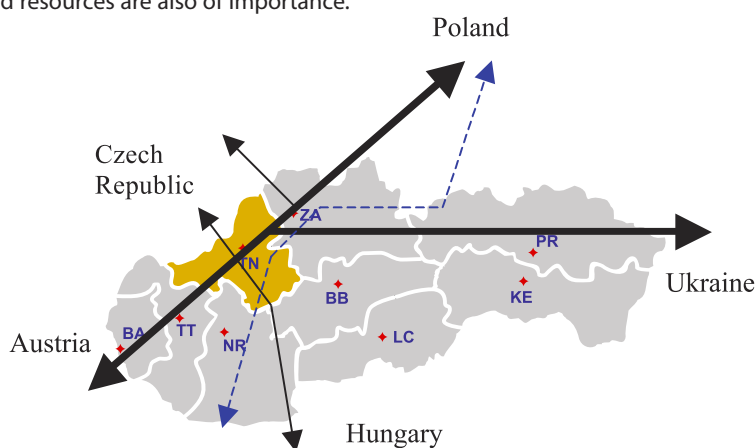 d resources are also of importance.
Poland
Czech
Republic
ZA
TN
PR
Ukraine
KE
BB
BA
TT
NR
LC
Austria
Hungary